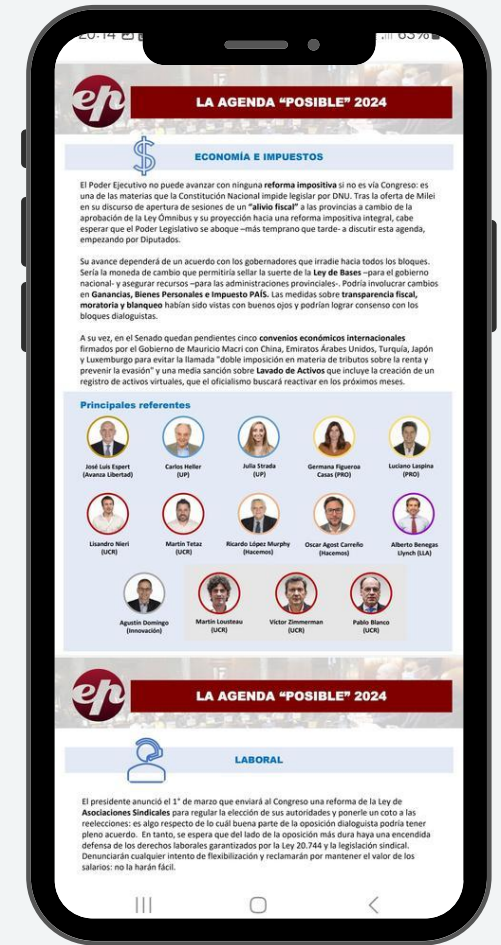 20:14
63%
ep
LA AGENDA “POSIBLE” 2024
$
ECONOMÍA E IMPUESTOS
El Poder Ejecutivo no puede avanzar con ninguna reforma impositiva si no es vía Congreso: es
una de las materias que la Constitución Nacional impide legislar por DNU. Tras la oferta de Milei
en su discurso de apertura de sesiones de un “alivio fiscal” a las provincias a cambio de la
aprobación de la Ley Ómnibus y su proyección hacia una reforma impositiva integral, cabe
esperar que el Poder Legislativo se aboque –más temprano que tarde- a discutir esta agenda,
empezando por Diputados.
Su avance dependerá de un acuerdo con los gobernadores que irradie hacia todos los bloques.
Sería la moneda de cambio que permitiría sellar la suerte de la Ley de Bases –para el gobierno
nacional- y asegurar recursos –para las administraciones provinciales-. Podría involucrar cambios
en Ganancias, Bienes Personales e Impuesto PAÍS. Las medidas sobre transparencia fiscal,
moratoria y blanqueo habían sido vistas con buenos ojos y podrían lograr consenso con los
bloques dialoguistas.
A su vez, en el Senado quedan pendientes cinco convenios económicos internacionales
firmados por el Gobierno de Mauricio Macri con China, Emiratos Árabes Unidos, Turquía, Japón
y Luxemburgo para evitar la llamada "doble imposición en materia de tributos sobre la renta y
prevenir la evasión" y una media sanción sobre Lavado de Activos que incluye la creación de un
registro de activos virtuales, que el oficialismo buscará reactivar en los próximos meses.
Principales referentes
José Luis Espert
(Avanza Libertad)
Carlos Heller
(UP)
Julia Strada
(UP)
Germana Figueroa
Casas (PRO)
Luciano Laspina
(PRO)
Lisandro Nieri
(UCR)
Martín Tetaz
(UCR)
Ricardo López Murphy
(Hacemos)
Oscar Agost Carreño
(Hacemos)
Alberto Benegas
Llynch (LLA)
Agustín Domingo
(Innovación)
Martín Lousteau
(UCR)
Víctor Zimmerman
(UCR)
Pablo Blanco
(UCR)
ep
LA AGENDA “POSIBLE” 2024
LABORAL
El presidente anunció el 1° de marzo que enviará al Congreso una reforma de la Ley de
Asociaciones Sindicales para regular la elección de sus autoridades y ponerle un coto a las
reelecciones: es algo respecto de lo cuál buena parte de la oposición dialoguista podría tener
pleno acuerdo. En tanto, se espera que del lado de la oposición más dura haya una encendida
defensa de los derechos laborales garantizados por la Ley 20.744 y la legislación sindical.
Denunciarán cualquier intento de flexibilización y reclamarán por mantener el valor de los
salarios: no la harán fácil.